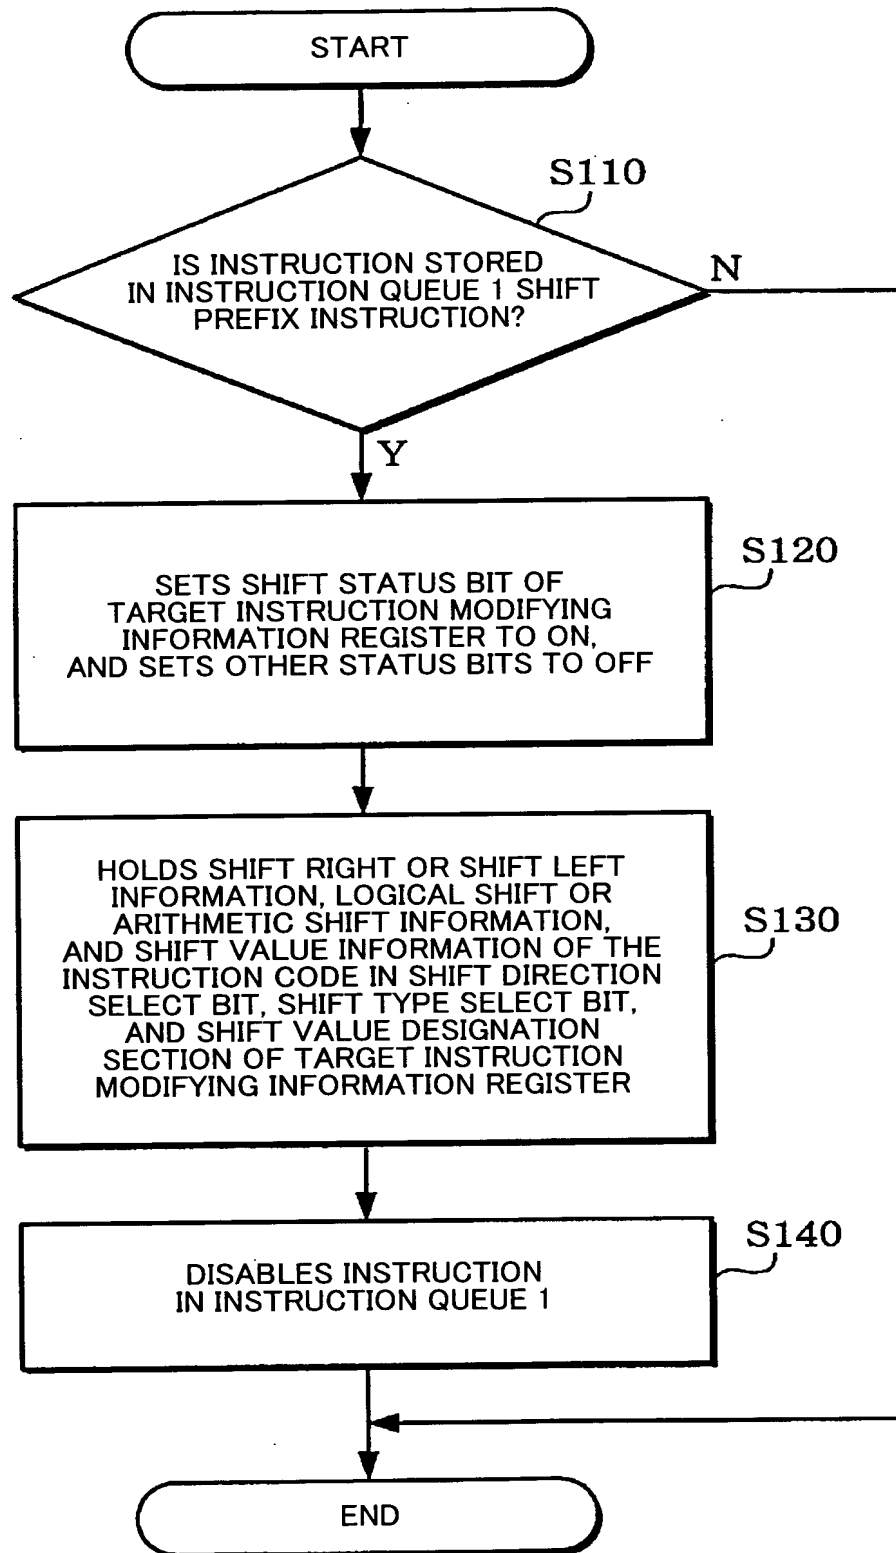 START
S110
IS INSTRUCTION STORED
IN INSTRUCTION QUEUE 1 SHIFT
PREFIX INSTRUCTION?
N
Y
S120
SETS SHIFT STATUS BIT OF
TARGET INSTRUCTION MODIFYING
INFORMATION REGISTER TO ON,
AND SETS OTHER STATUS BITS TO OFF
HOLDS SHIFT RIGHT OR SHIFT LEFT
INFORMATION, LOGICAL SHIFT OR
ARITHMETIC SHIFT INFORMATION,
AND SHIFT VALUE INFORMATION OF THE
INSTRUCTION CODE IN SHIFT DIRECTION
SELECT BIT, SHIFT TYPE SELECT BIT,
AND SHIFT VALUE DESIGNATION
SECTION OF TARGET INSTRUCTION
MODIFYING INFORMATION REGISTER
S130
S140
DISABLES INSTRUCTION
IN INSTRUCTION QUEUE 1
END